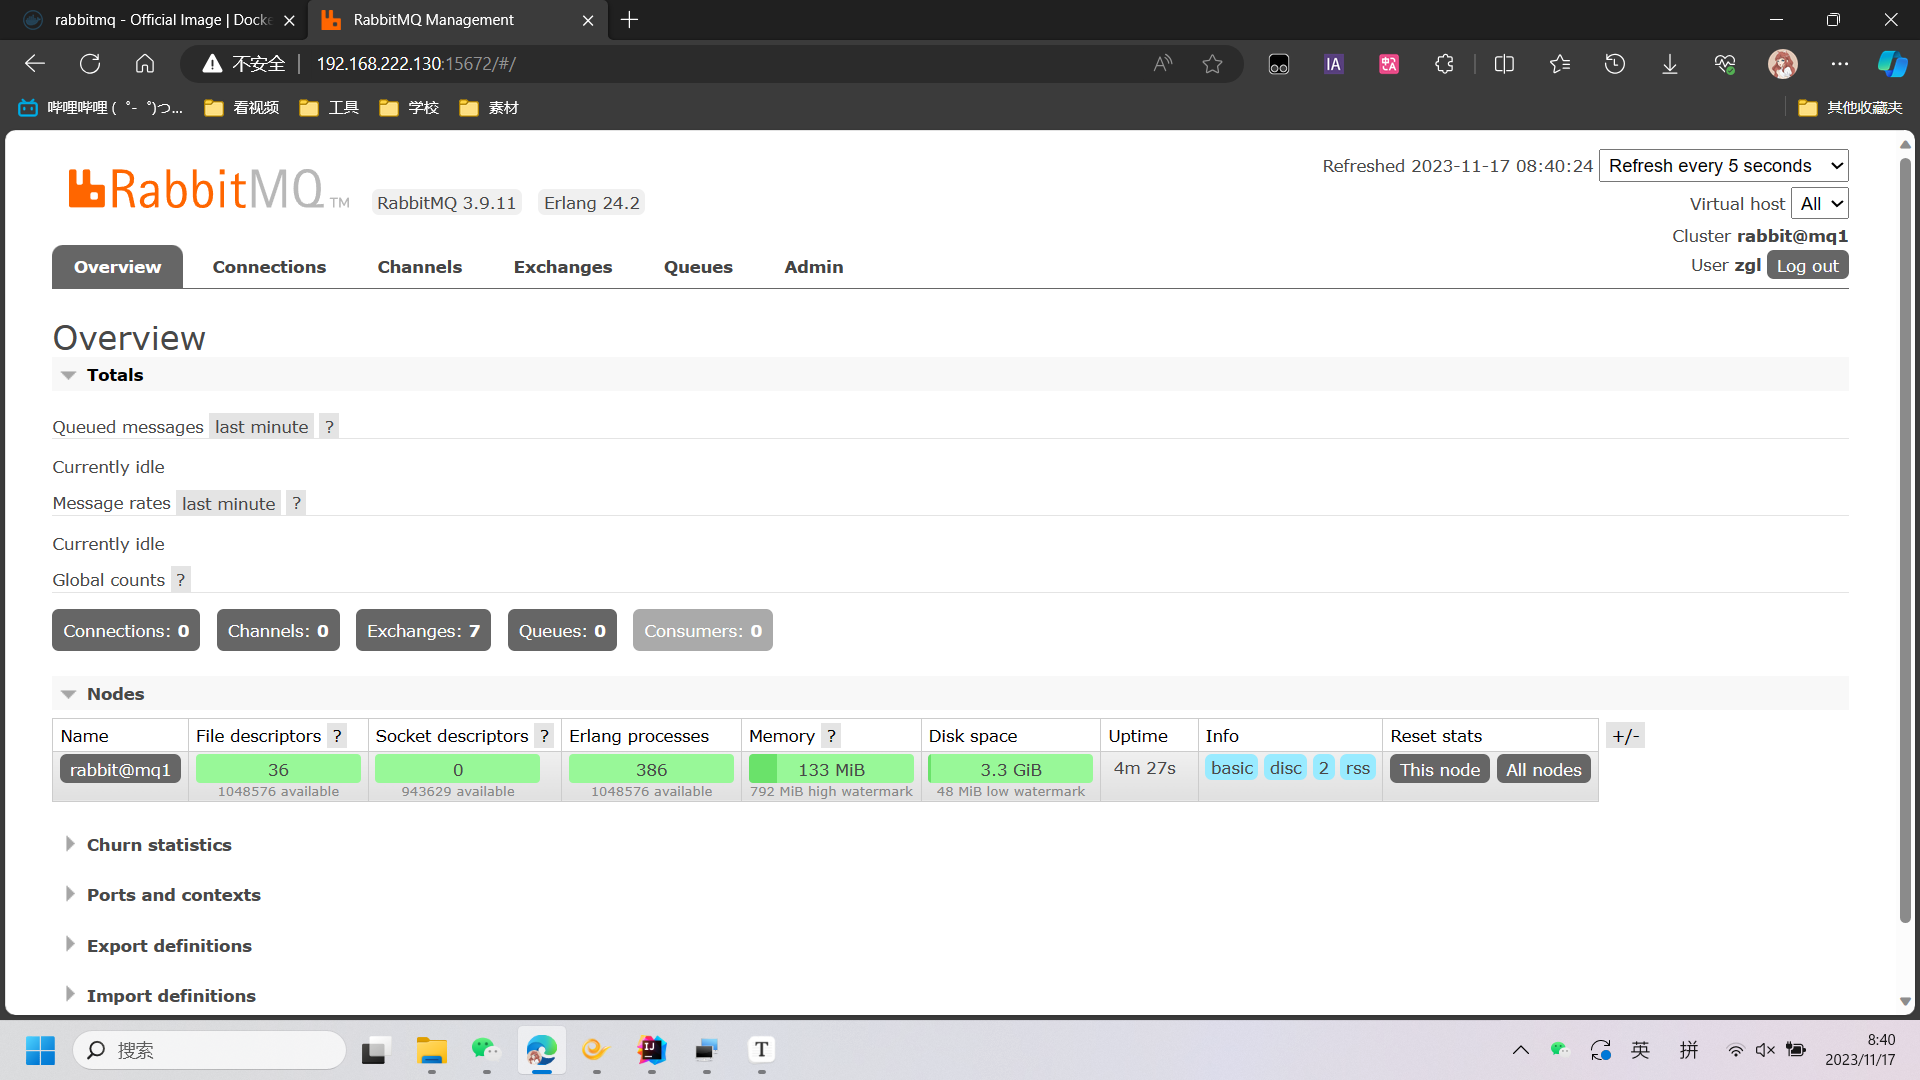 rabbitmq - Official Image | Docke
RabbitMQ Management
不安全 | 192.168.222.130:15672/#/
哔哩哔哩 (゜-゜)つ...
看视频
工具
学校
素材
其他收藏夹
RabbitMQ TM
RabbitMQ 3.9.11
Erlang 24.2
Refreshed 2023-11-17 08:40:24
Refresh every 5 seconds
Virtual host All
Cluster rabbit@mq1
User zgl Log out
Overview
Connections
Channels
Exchanges
Queues
Admin
Overview
Totals
Queued messages last minute ?
Currently idle
Message rates last minute ?
Currently idle
Global counts ?
Connections: 0
Channels: 0
Exchanges: 7
Queues: 0
Consumers: 0
Nodes
Name File descriptors ? Socket descriptors ? Erlang processes Memory ? Disk space Uptime Info Reset stats +/-
rabbit@mq1 36 0 386 133 MiB 3.3 GiB 4m 27s basic disc 2 rss This node All nodes
1048576 available 943629 available 1048576 available 792 MiB high watermark 48 MiB low watermark
Churn statistics
Ports and contexts
Export definitions
Import definitions
搜索
英
拼
8:40
2023/11/17